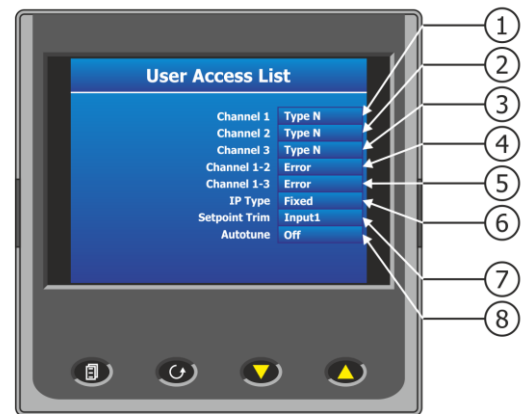 User Access List
Channel 1 Type N
Channel 2 Type N
Channel 3 Type N
Channel 1-2 Error
Channel 1-3 Error
IP Type Fixed
Setpoint Trim Input1
Autotune Off
1
2
3
4
5
6
7
8